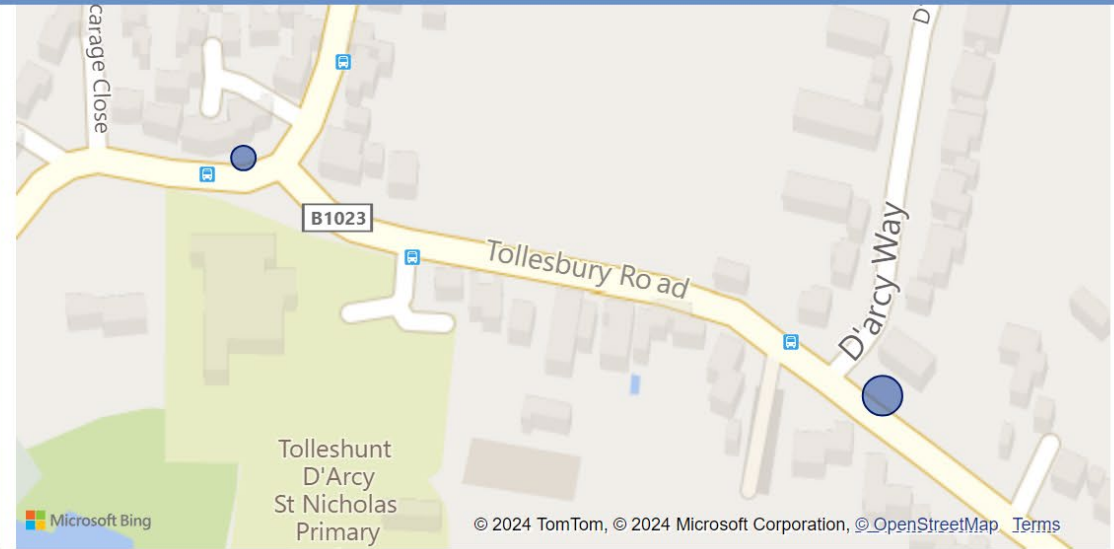 carage Close
B1023
Tollesbury Road
D'arcy Way
D'
Tolleshunt
D'Arcy
St Nicholas
Primary
Microsoft Bing
© 2024 TomTom, © 2024 Microsoft Corporation, © OpenStreetMap Terms